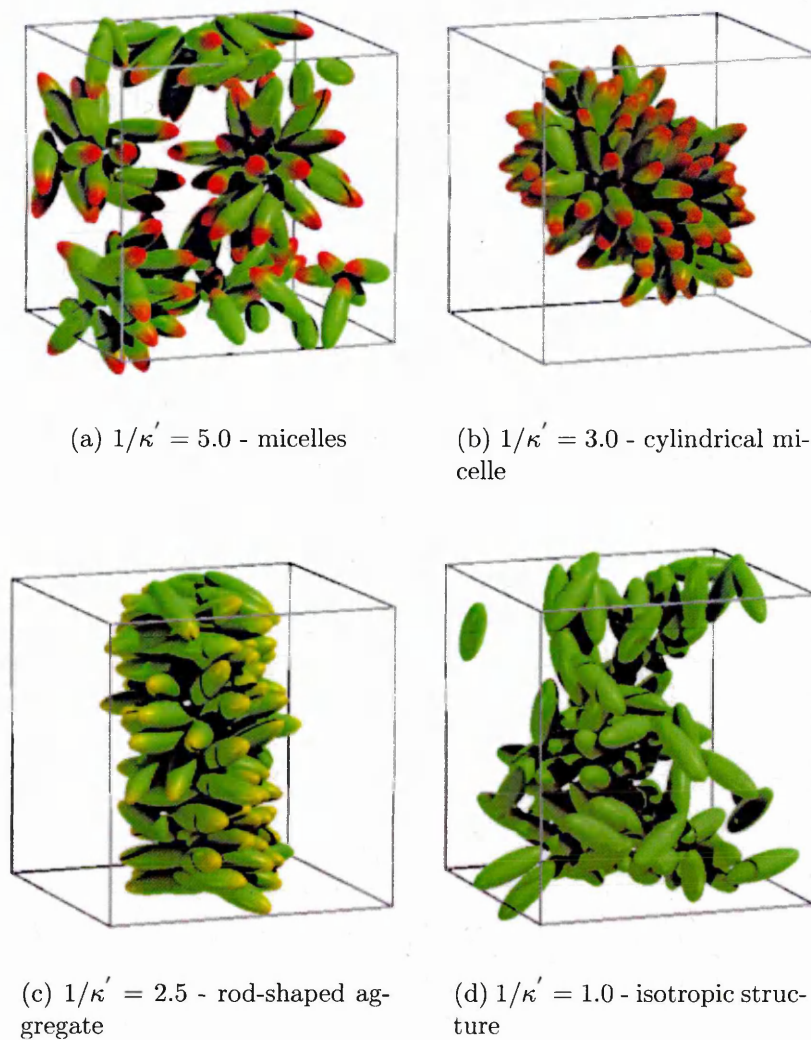 (a) 1/κ′ = 5.0 - micelles
(b) 1/κ′ = 3.0 - cylindrical mi-
celle
(c) 1/κ′ = 2.5 - rod-shaped ag-
gregate
(d) 1/κ′ = 1.0 - isotropic struc-
ture